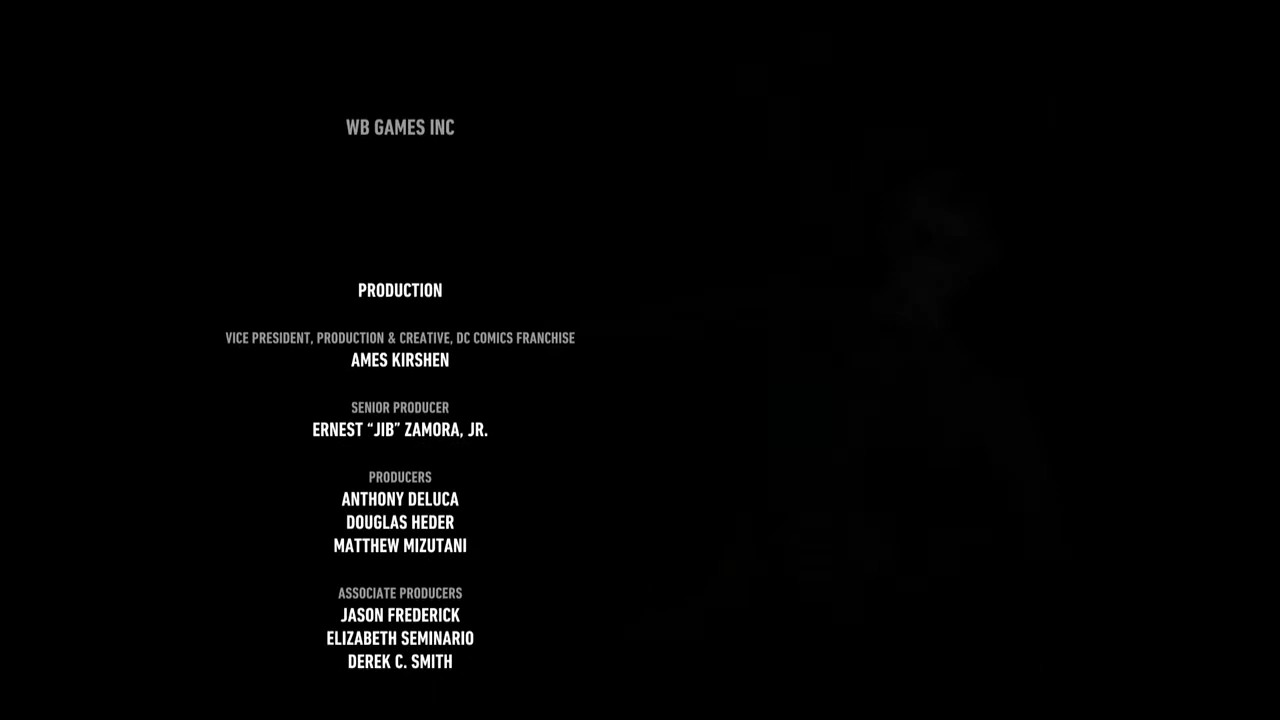 WB GAMES INC
PRODUCTION
VICE PRESIDENT, PRODUCTION & CREATIVE, DC COMICS FRANCHISE
AMES KIRSHEN
SENIOR PRODUCER
ERNEST “JIB” ZAMORA, JR.
PRODUCERS
ANTHONY DELUCA
DOUGLAS HEDER
MATTHEW MIZUTANI
ASSOCIATE PRODUCERS
JASON FREDERICK
ELIZABETH SEMINARIO
DEREK C. SMITH